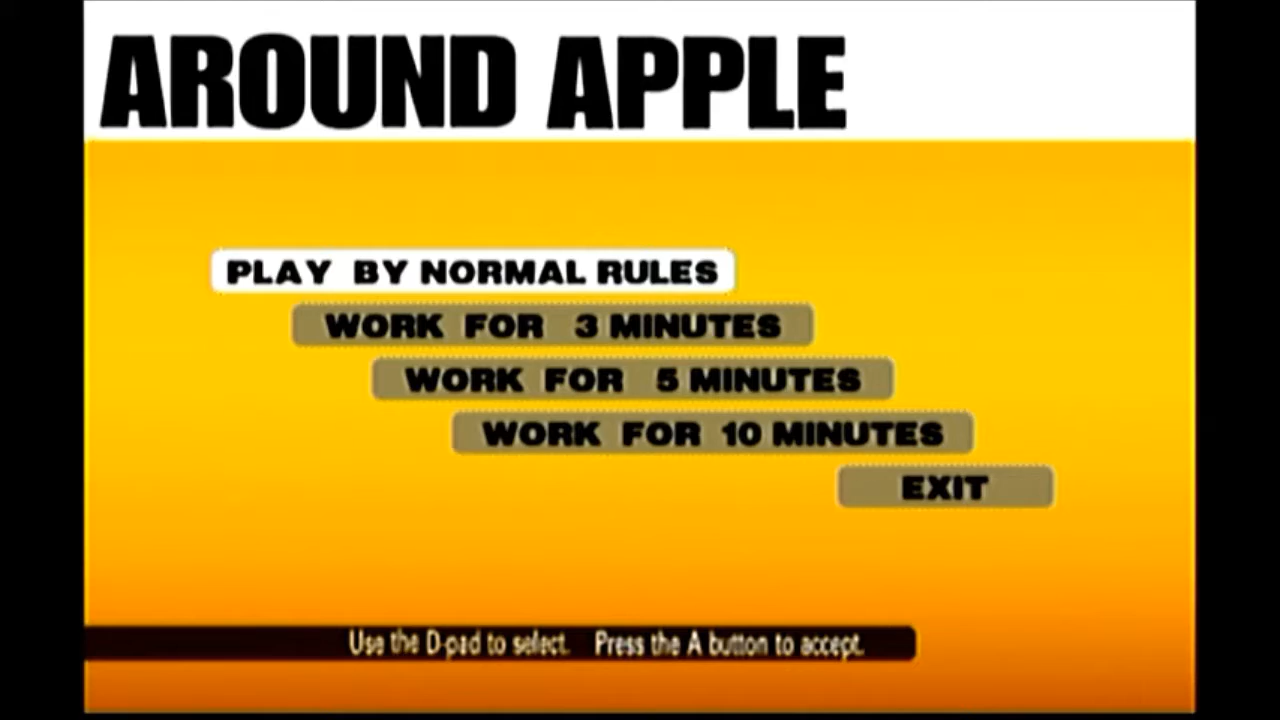 AROUND APPLE
PLAY BY NORMAL RULES
WORK FOR 3 MINUTES
WORK FOR 5 MINUTES
WORK FOR 10 MINUTES
EXIT
Use the D-pad to select. Press the A button to accept.